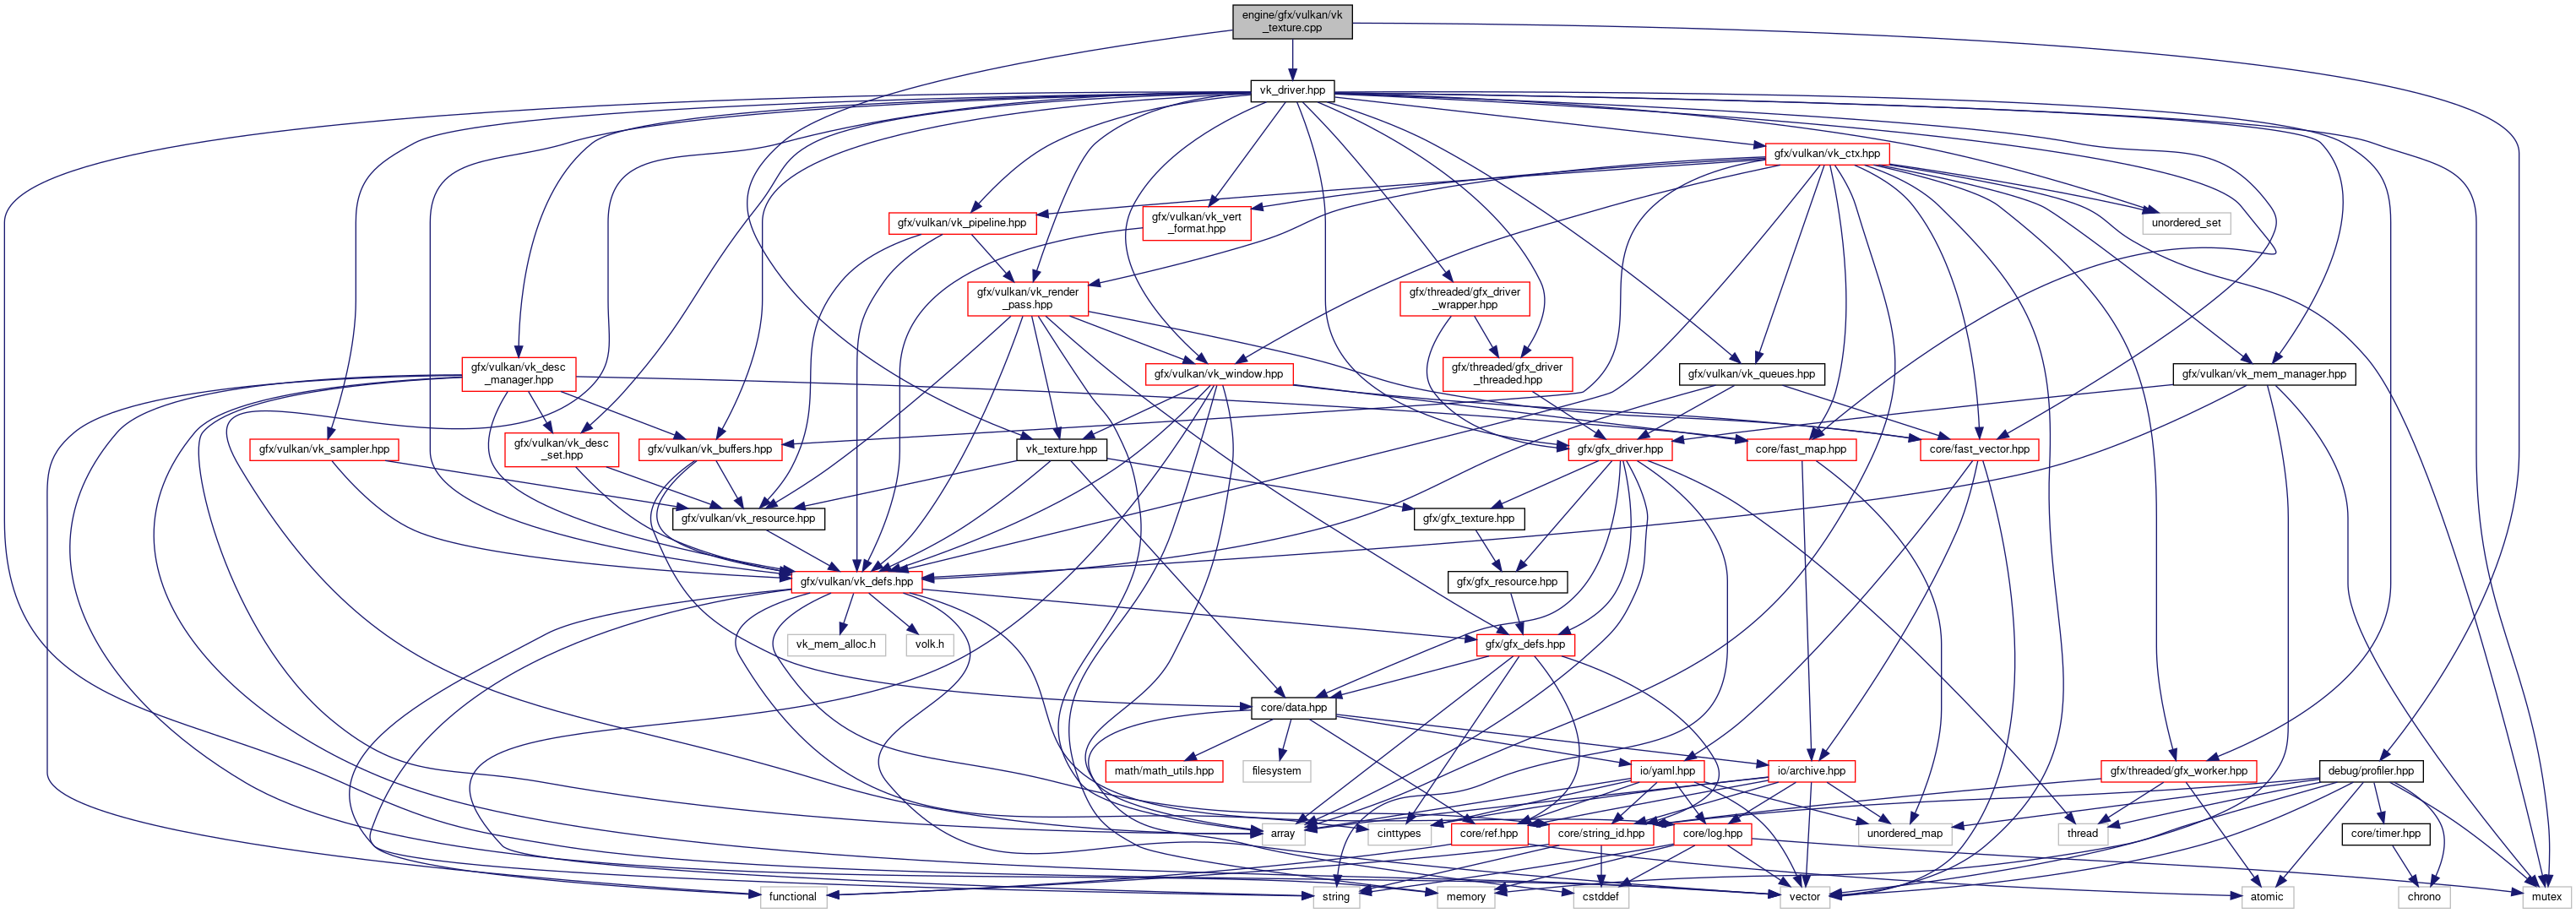 engine/gfx/vulkan/vk
_texture.cpp
vk_driver.hpp
gfx/vulkan/vk_ctx.hpp
gfx/vulkan/vk_pipeline.hpp
gfx/vulkan/vk_vert
_format.hpp
unordered_set
gfx/vulkan/vk_render
_pass.hpp
gfx/threaded/gfx_driver
_wrapper.hpp
gfx/vulkan/vk_desc
_manager.hpp
gfx/vulkan/vk_window.hpp
gfx/threaded/gfx_driver
_threaded.hpp
gfx/vulkan/vk_queues.hpp
gfx/vulkan/vk_mem_manager.hpp
gfx/vulkan/vk_sampler.hpp
gfx/vulkan/vk_desc
_set.hpp
gfx/vulkan/vk_buffers.hpp
vk_texture.hpp
gfx/gfx_driver.hpp
core/fast_map.hpp
core/fast_vector.hpp
gfx/vulkan/vk_resource.hpp
gfx/gfx_texture.hpp
gfx/vulkan/vk_defs.hpp
gfx/gfx_resource.hpp
vk_mem_alloc.h
volk.h
gfx/gfx_defs.hpp
core/data.hpp
math/math_utils.hpp
filesystem
io/yaml.hpp
io/archive.hpp
gfx/threaded/gfx_worker.hpp
debug/profiler.hpp
array
cinttypes
core/ref.hpp
core/string_id.hpp
core/log.hpp
unordered_map
thread
core/timer.hpp
functional
string
memory
cstddef
vector
atomic
chrono
mutex